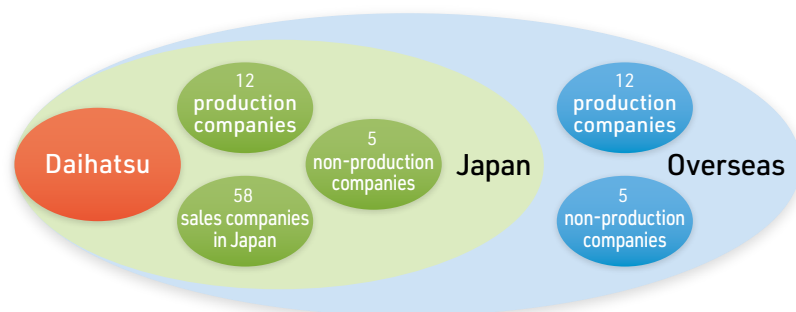 Daihatsu
12
production
companies
58
sales companies
in Japan
5
non-production
companies
Japan
12
production
companies
5
non-production
companies
Overseas